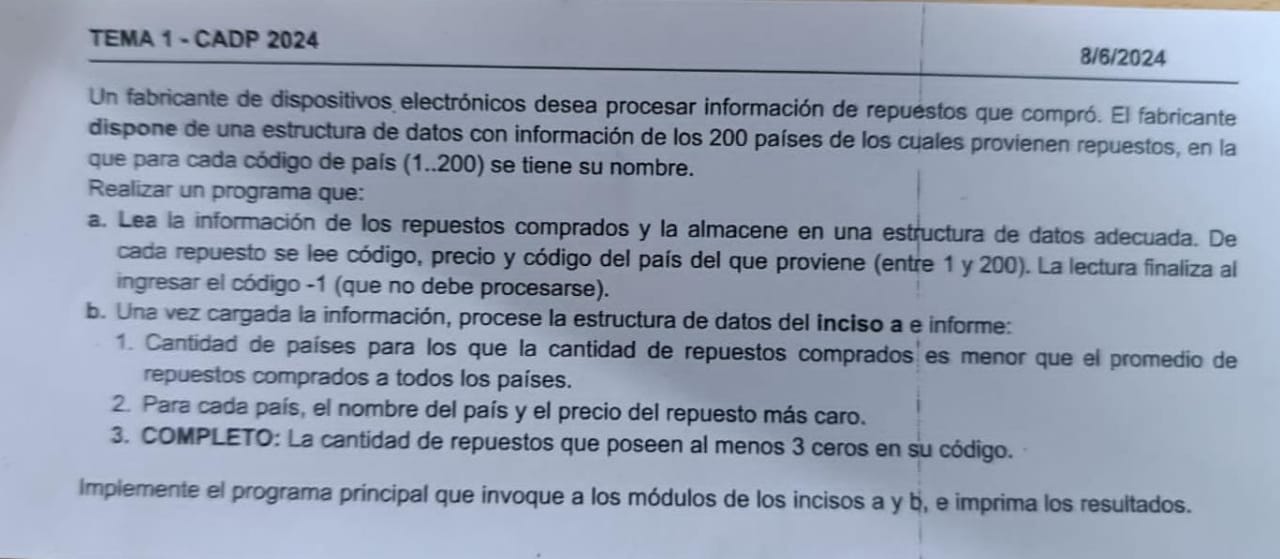 TEMA 1 - CADP 2024
8/6/2024
Un fabricante de dispositivos electrónicos desea procesar información de repuestos que compró. El fabricante
dispone de una estructura de datos con información de los 200 países de los cuales provienen repuestos, en la
que para cada código de país (1..200) se tiene su nombre.
Realizar un programa que:
a. Lea la información de los repuestos comprados y la almacene en una estructura de datos adecuada. De
cada repuesto se lee código, precio y código del país del que proviene (entre 1 y 200). La lectura finaliza al
ingresar el código -1 (que no debe procesarse).
b. Una vez cargada la información, procese la estructura de datos del inciso a e informe:
1. Cantidad de países para los que la cantidad de repuestos comprados es menor que el promedio de
repuestos comprados a todos los países.
2. Para cada país, el nombre del país y el precio del repuesto más caro.
3. COMPLETO: La cantidad de repuestos que poseen al menos 3 ceros en su código.
Implemente el programa principal que invoque a los módulos de los incisos a y b, e imprima los resultados.